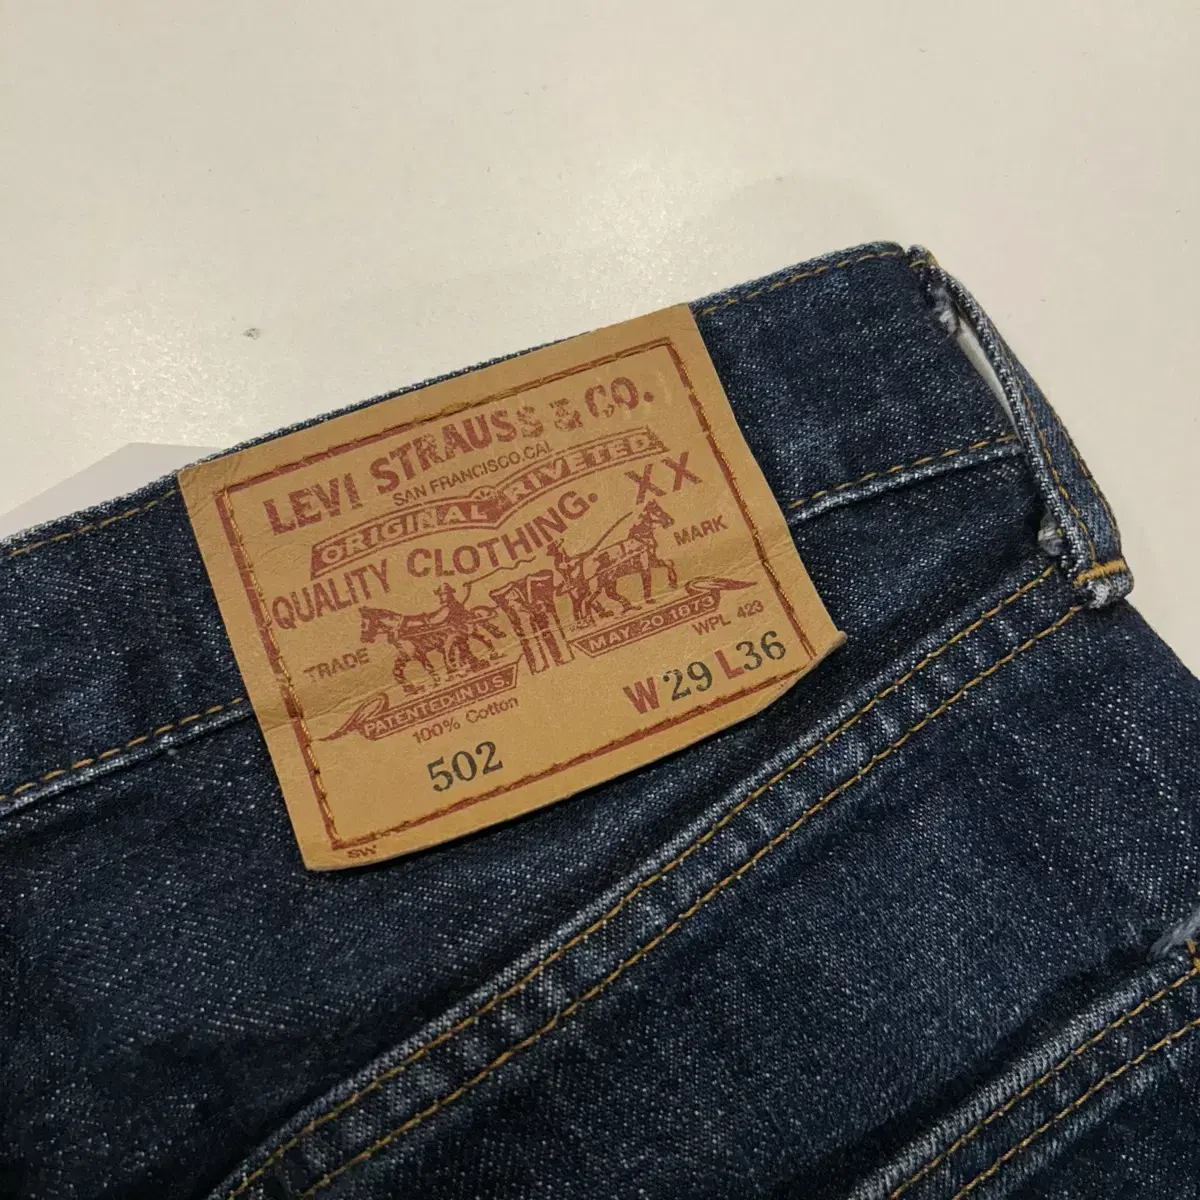 LEVI STRAUSS & CO.
SAN FRANCISCO.CAL
ORIGINAL RIVETED
QUALITY CLOTHING. XX
TRADE MARK
PATENTED IN U.S. MAY 20 1873
100% Cotton WPL 423
502 W29 L36
SW